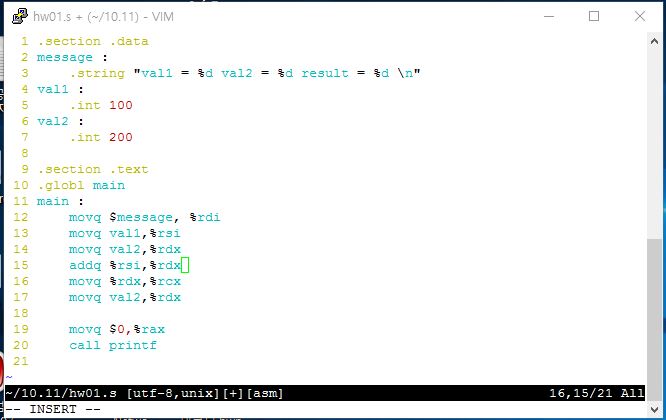 hw01.s + (~/10.11) - VIM
1 .section .data
2 message :
3     .string "val1 = %d val2 = %d result = %d \n"
4 val1 :
5     .int 100
6 val2 :
7     .int 200
8
9 .section .text
10 .globl main
11 main :
12     movq $message, %rdi
13     movq val1,%rsi
14     movq val2,%rdx
15     addq %rsi,%rdx
16     movq %rdx,%rcx
17     movq val2,%rdx
18
19     movq $0,%rax
20     call printf
21
~
~/10.11/hw01.s [utf-8,unix][+][asm] 16,15/21 All
-- INSERT --